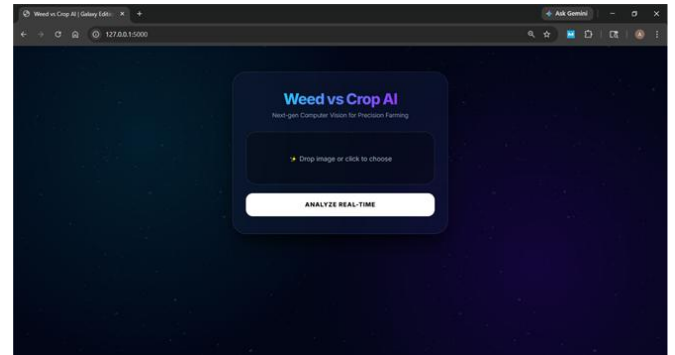 Weed vs Crop AI | Galaxy Editio
Ask Gemini
127.0.0.1:5000
Weed vs Crop AI
Next-gen Computer Vision for Precision Farming
✨ Drop image or click to choose
ANALYZE REAL-TIME